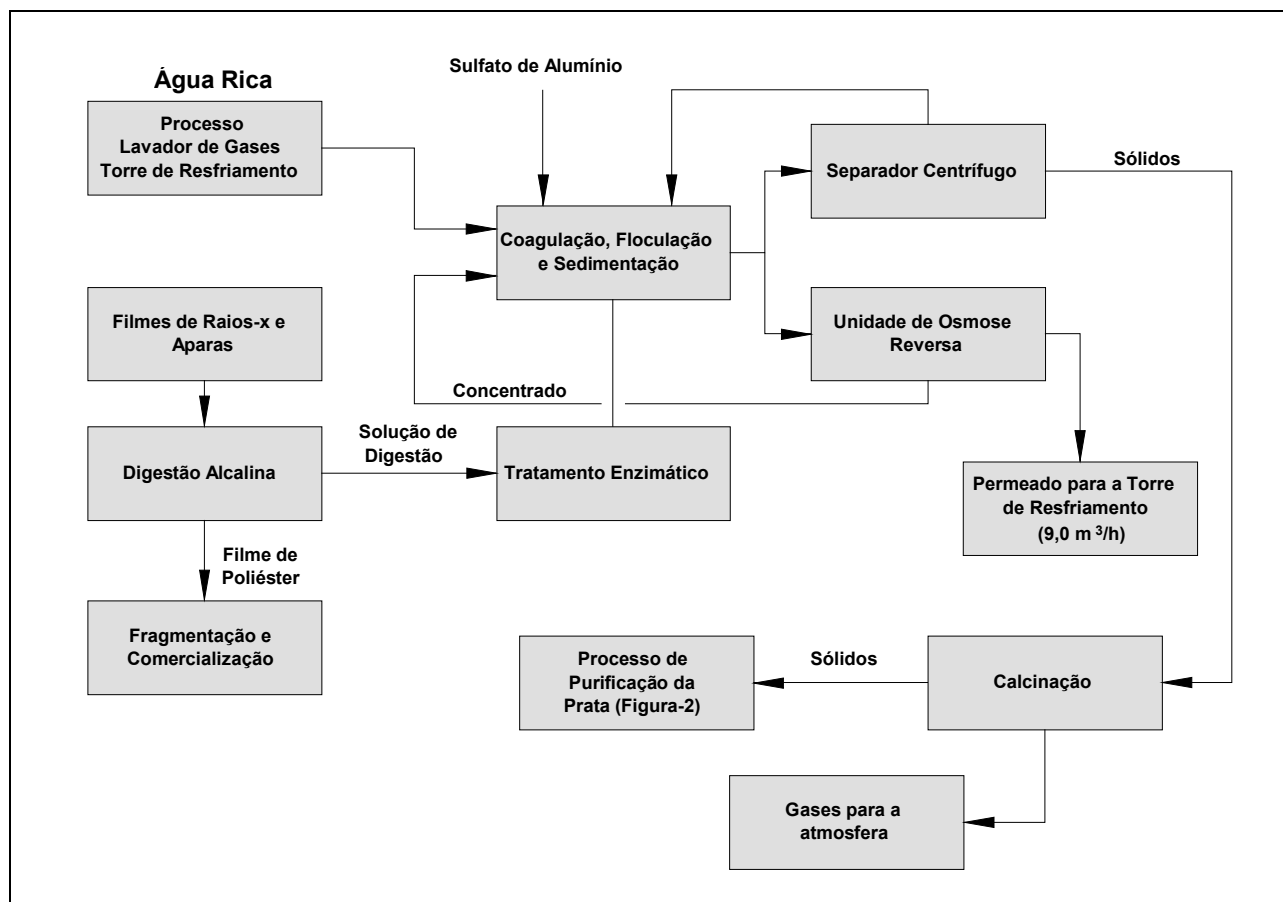 Água Rica
Processo
Lavador de Gases
Torre de Resfriamento
Sulfato de Alumínio
Separador Centrífugo
Sólidos
Coagulação, Floculação
e Sedimentação
Filmes de Raios-x e
Aparas
Unidade de Osmose
Reversa
Concentrado
Digestão Alcalina
Solução de
Digestão
Tratamento Enzimático
Permeado para a Torre
de Resfriamento
(9,0 m ³/h)
Filme de
Poliéster
Fragmentação e
Comercialização
Processo de
Purificação da
Prata (Figura-2)
Sólidos
Calcinação
Gases para a
atmosfera